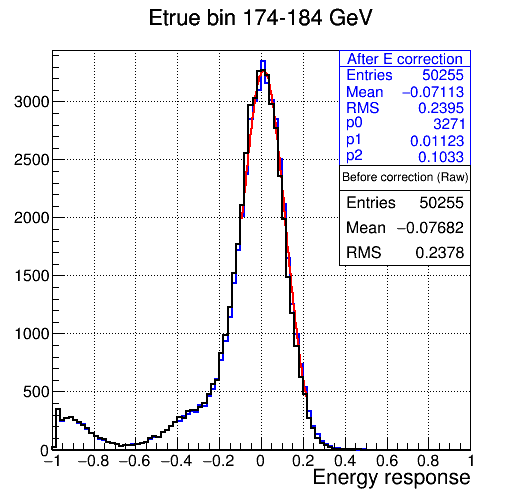 Etrue bin 174-184 GeV
After E correction
Entries 50255
Mean −0.07113
RMS 0.2395
p0 3271
p1 0.01123
p2 0.1033
Before correction (Raw)
Entries 50255
Mean −0.07682
RMS 0.2378
3000
2500
2000
1500
1000
500
0
−1 −0.8 −0.6 −0.4 −0.2 0 0.2 0.4 0.6 0.8 1
Energy response